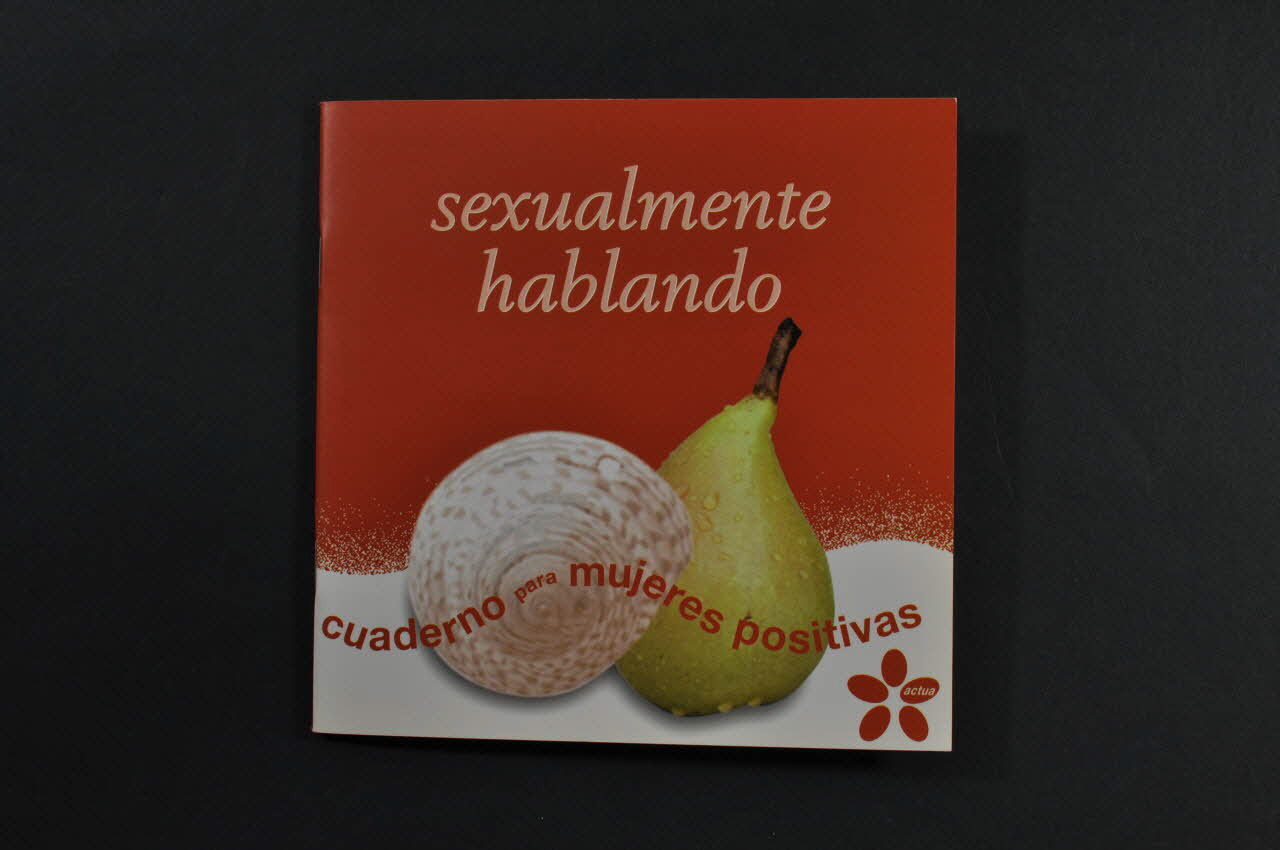 sexualmente
hablando
cuaderno para mujeres positivas
actua